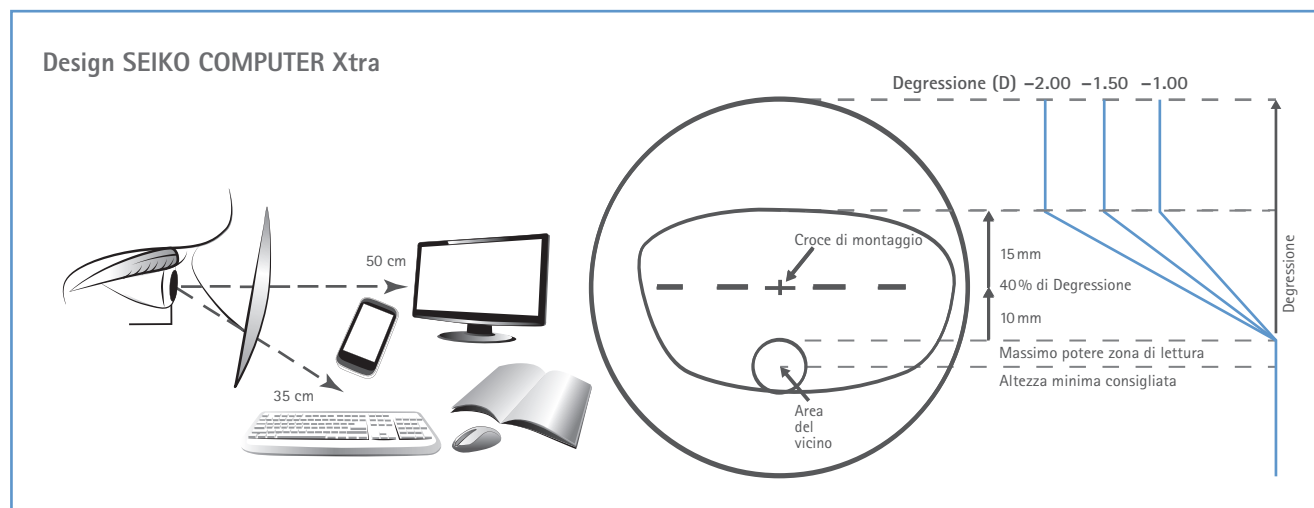 Design SEIKO COMPUTER Xtra
Degressione (D) –2.00 –1.50 –1.00
50 cm
35 cm
Croce di montaggio
15 mm
40% di Degressione
10 mm
Massimo potere zona di lettura
Altezza minima consigliata
Area
del
vicino
Degressione